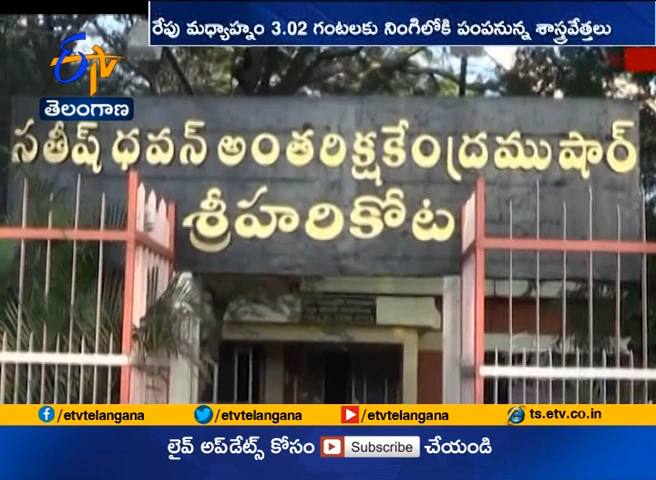 రేపు మధ్యాహ్నం 3.02 గంటలకు నింగిలోకి పంపనున్న శాస్త్రవేత్తలు
ETV
తెలంగాణ
సతీష్ ధవన్ అంతరిక్షకేంద్రము షార్
శ్రీహరికోట
/etvtelangana /etvtelangana /etvtelangana ts.etv.co.in
లైవ్ అప్‌డేట్స్ కోసం Subscribe చేయండి